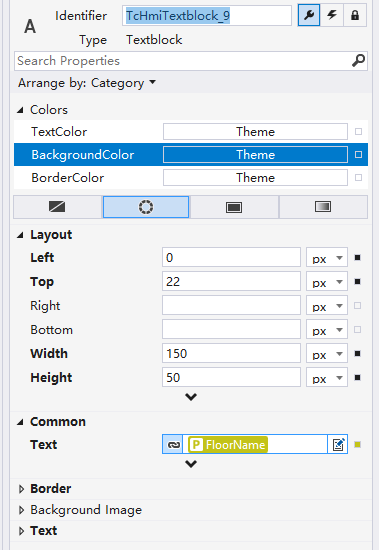 A Identifier TcHmiTextblock_9
Type Textblock
Search Properties
Arrange by: Category
Colors
TextColor Theme
BackgroundColor Theme
BorderColor Theme
Layout
Left 0 px
Top 22 px
Right px
Bottom px
Width 150 px
Height 50 px
Common
Text P FloorName
Border
Background Image
Text